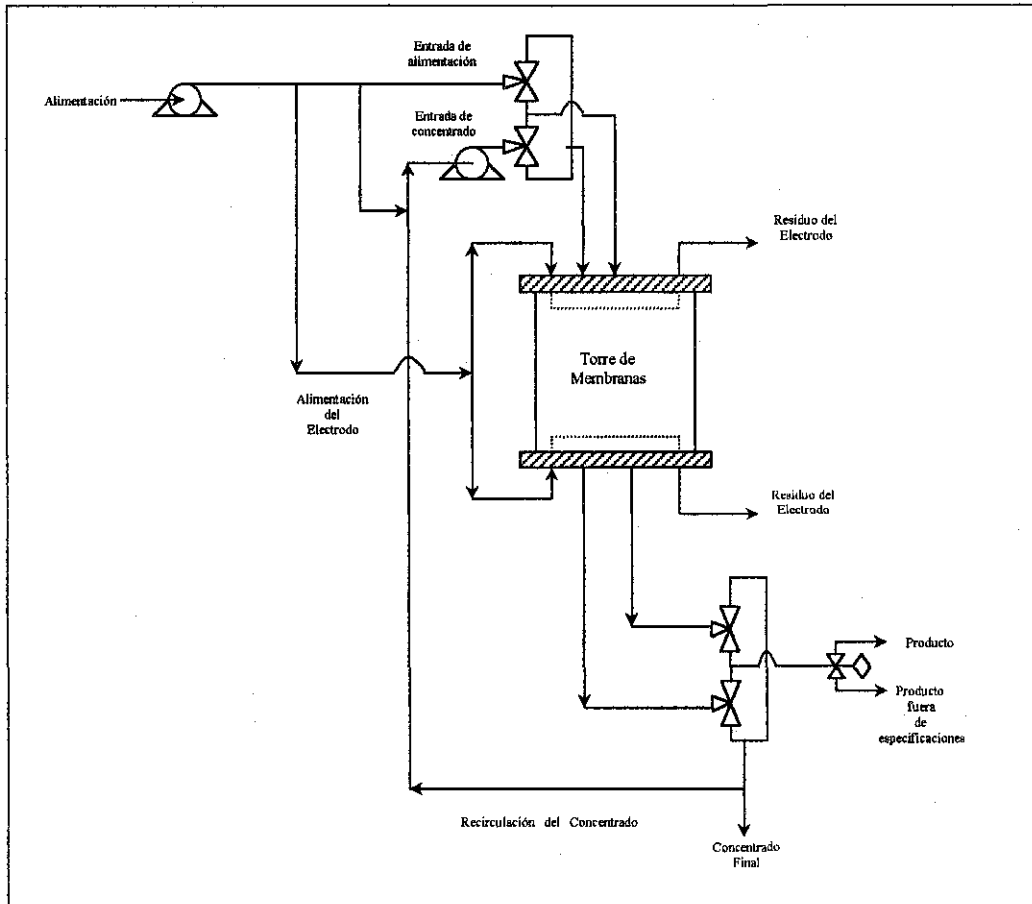 Entrada de
alimentación
Alimentación
Entrada de
concentrado
Residuo del
Electrodo
Torre de
Membranas
Alimentación
del
Electrodo
Residuo del
Electrodo
Producto
Producto
fuera
de
especificaciones
Recirculación del Concentrado
Concentrado
Final